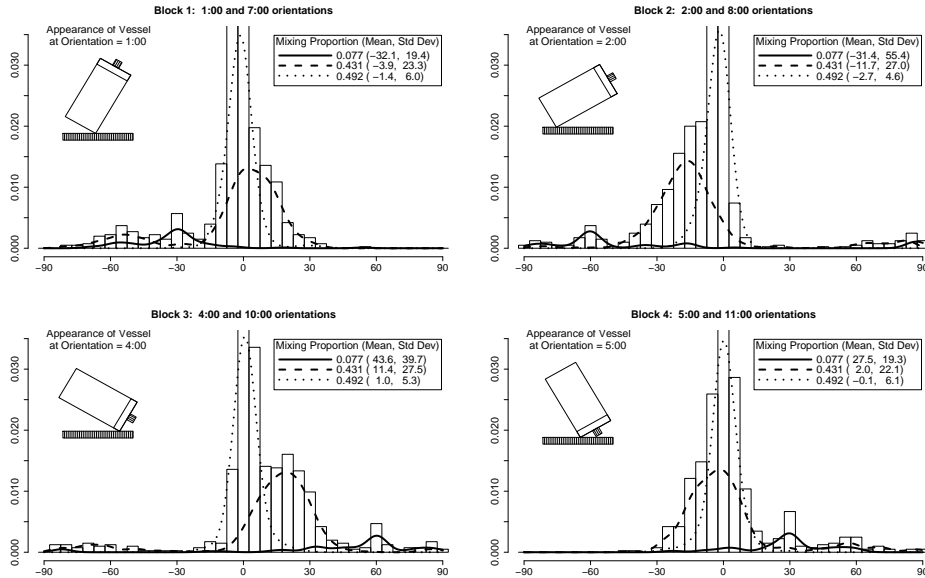 Block 1: 1:00 and 7:00 orientations
Appearance of Vessel
at Orientation = 1:00
Mixing Proportion (Mean, Std Dev)
0.077 (−32.1, 19.4)
0.431 ( −3.9, 23.3)
0.492 ( −1.4, 6.0)
0.030
0.020
0.010
0.000
−90 −60 −30 0 30 60 90
Block 2: 2:00 and 8:00 orientations
Appearance of Vessel
at Orientation = 2:00
Mixing Proportion (Mean, Std Dev)
0.077 (−31.4, 55.4)
0.431 (−11.7, 27.0)
0.492 ( −2.7, 4.6)
0.030
0.020
0.010
0.000
−90 −60 −30 0 30 60 90
Block 3: 4:00 and 10:00 orientations
Appearance of Vessel
at Orientation = 4:00
Mixing Proportion (Mean, Std Dev)
0.077 ( 43.6, 39.7)
0.431 ( 11.4, 27.5)
0.492 ( 1.0, 5.3)
0.030
0.020
0.010
0.000
−90 −60 −30 0 30 60 90
Block 4: 5:00 and 11:00 orientations
Appearance of Vessel
at Orientation = 5:00
Mixing Proportion (Mean, Std Dev)
0.077 ( 27.5, 19.3)
0.431 ( 2.0, 22.1)
0.492 ( −0.1, 6.1)
0.030
0.020
0.010
0.000
−90 −60 −30 0 30 60 90